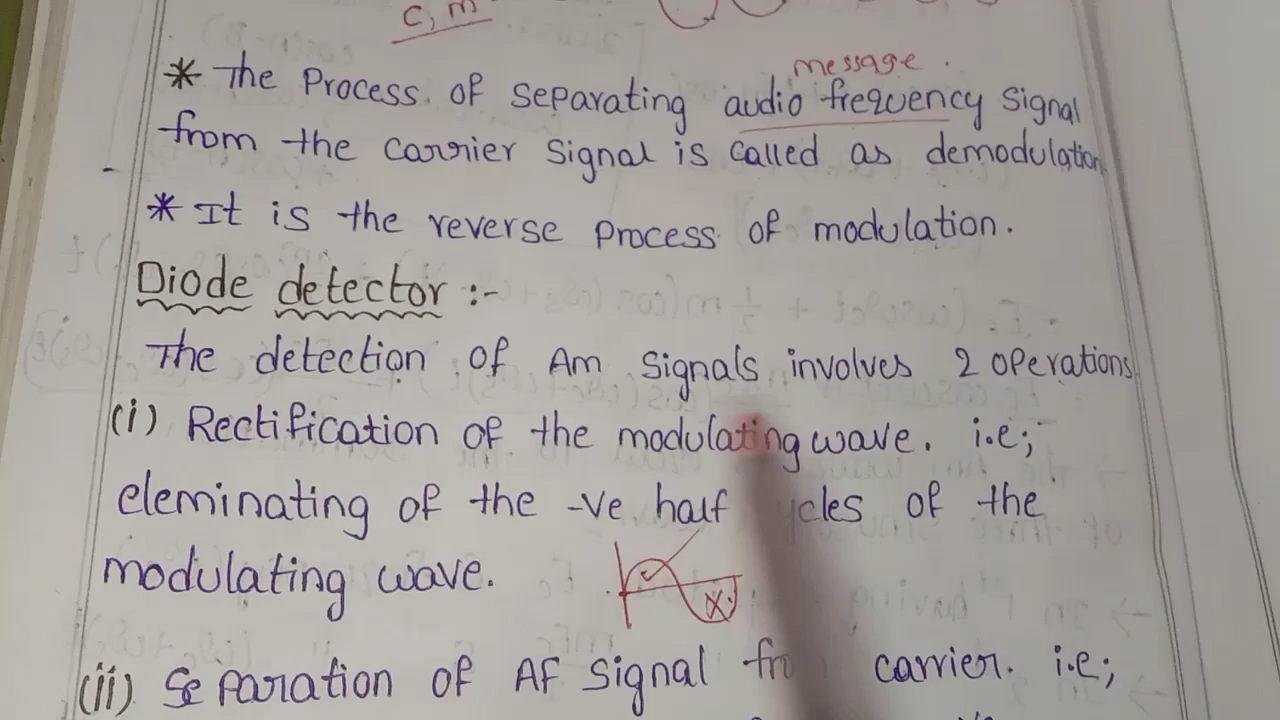 c, m
message.
* The Process of separating audio frequency signal
from the carrier signal is called as demodulation
* It is the reverse process of modulation.
Diode detector :-
The detection of Am signals involves 2 operations
(i) Rectification of the modulating wave. i.e;
eleminating of the -ve half cycles of the
modulating wave.
(ii) Separation of AF signal carrier. i.e;